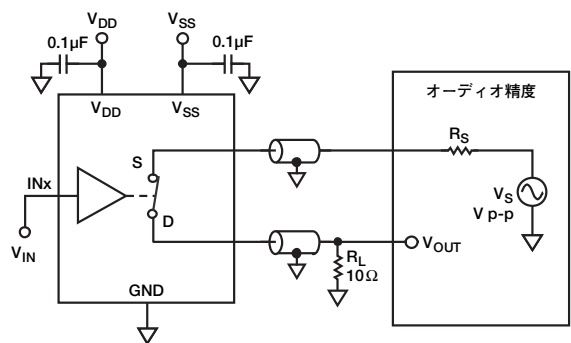 VDD
VSS
0.1µF
0.1µF
VDD
VSS
オーディオ精度
RS
S
INx
VS
V p-p
D
VIN
VOUT
RL
10Ω
GND